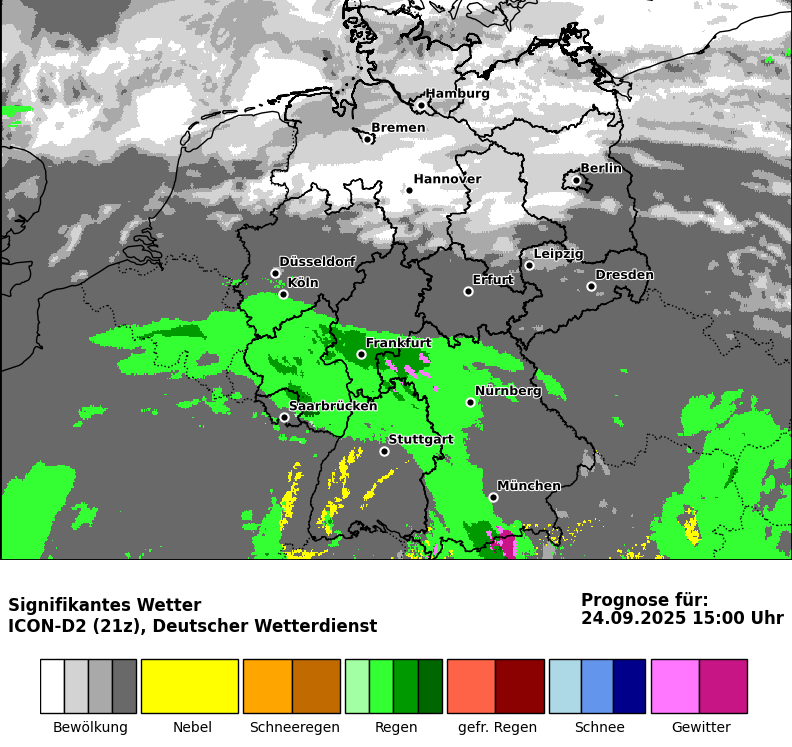 Hamburg
Bremen
Berlin
Hannover
Leipzig
Düsseldorf
Dresden
Köln
Erfurt
Frankfurt
Nürnberg
Saarbrücken
Stuttgart
München
Signifikantes Wetter
ICON-D2 (21z), Deutscher Wetterdienst
Prognose für:
24.09.2025 15:00 Uhr
Bewölkung
Nebel
Schneeregen
Regen
gefr. Regen
Schnee
Gewitter